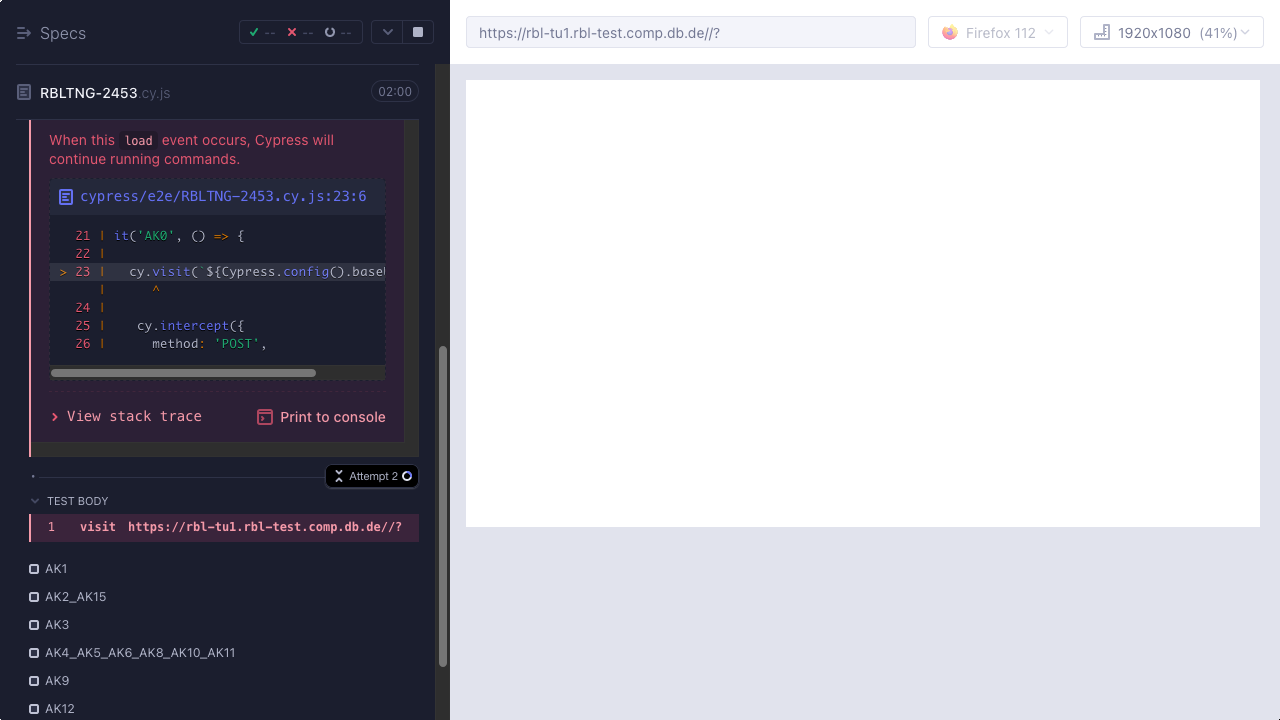 Specs
-- -- --
https://rbl-tu1.rbl-test.comp.db.de//?
Firefox 112
1920x1080 (41%)
RBLTNG-2453.cy.js
02:00
When this load event occurs, Cypress will
continue running commands.
cypress/e2e/RBLTNG-2453.cy.js:23:6
21 | it('AK0', () => {
22 |
> 23 | cy.visit(`${Cypress.config().base
| ^
24 |
25 | cy.intercept({
26 | method: 'POST',
View stack trace
Print to console
Attempt 2
TEST BODY
1 visit https://rbl-tu1.rbl-test.comp.db.de//?
AK1
AK2_AK15
AK3
AK4_AK5_AK6_AK8_AK10_AK11
AK9
AK12